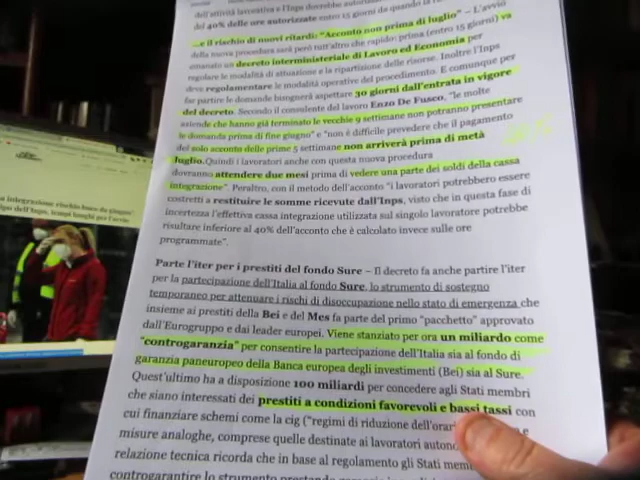 dell'attività lavorativa e l'Inps dovrebbe
del 40% delle ore autorizzate entro 15 giorni da quando la
...e il rischio di nuovi ritardi: "Acconto non prima di luglio" – L'avvio
della nuova procedura sarà però tutt'altro che rapido: prima (entro 15 giorni) va
emanato un decreto interministeriale di Lavoro ed Economia per
regolare le modalità di attuazione e la ripartizione delle risorse. Inoltre l'Inps
deve regolamentare le modalità operative del procedimento. E comunque per
far partire le domande bisognerà aspettare 30 giorni dall'entrata in vigore
del decreto. Secondo il consulente del lavoro Enzo De Fusco, "le molte
aziende che hanno già terminato le vecchie 9 settimane non potranno presentare
le domanda prima di fine giugno" e "non è difficile prevedere che il pagamento
del solo acconto delle prime 5 settimane non arriverà prima di metà
luglio. Quindi i lavoratori anche con questa nuova procedura
dovranno attendere due mesi prima di vedere una parte dei soldi della cassa
integrazione". Peraltro, con il metodo dell'acconto "i lavoratori potrebbero essere
costretti a restituire le somme ricevute dall'Inps, visto che in questa fase di
incertezza l'effettiva cassa integrazione utilizzata sul singolo lavoratore potrebbe
risultare inferiore al 40% dell'acconto che è calcolato invece sulle ore
programmate".
Parte l'iter per i prestiti del fondo Sure – Il decreto fa anche partire l'iter
per la partecipazione dell'Italia al fondo Sure, lo strumento di sostegno
temporaneo per attenuare i rischi di disoccupazione nello stato di emergenza che
insieme ai prestiti della Bei e del Mes fa parte del primo "pacchetto" approvato
dall'Eurogruppo e dai leader europei. Viene stanziato per ora un miliardo come
"controgaranzia" per consentire la partecipazione dell'Italia sia al fondo di
garanzia paneuropeo della Banca europea degli investimenti (Bei) sia al Sure.
Quest'ultimo ha a disposizione 100 miliardi per concedere agli Stati membri
che siano interessati dei prestiti a condizioni favorevoli e bassi tassi con
cui finanziare schemi come la cig ("regimi di riduzione dell'orario e
misure analoghe, comprese quelle destinate ai lavoratori
relazione tecnica ricorda che in base al regolamento gli Stati
controgarantire lo strumento prestando
integrazione rischio
dell'Inps, tempi lunghi per l'arrivo